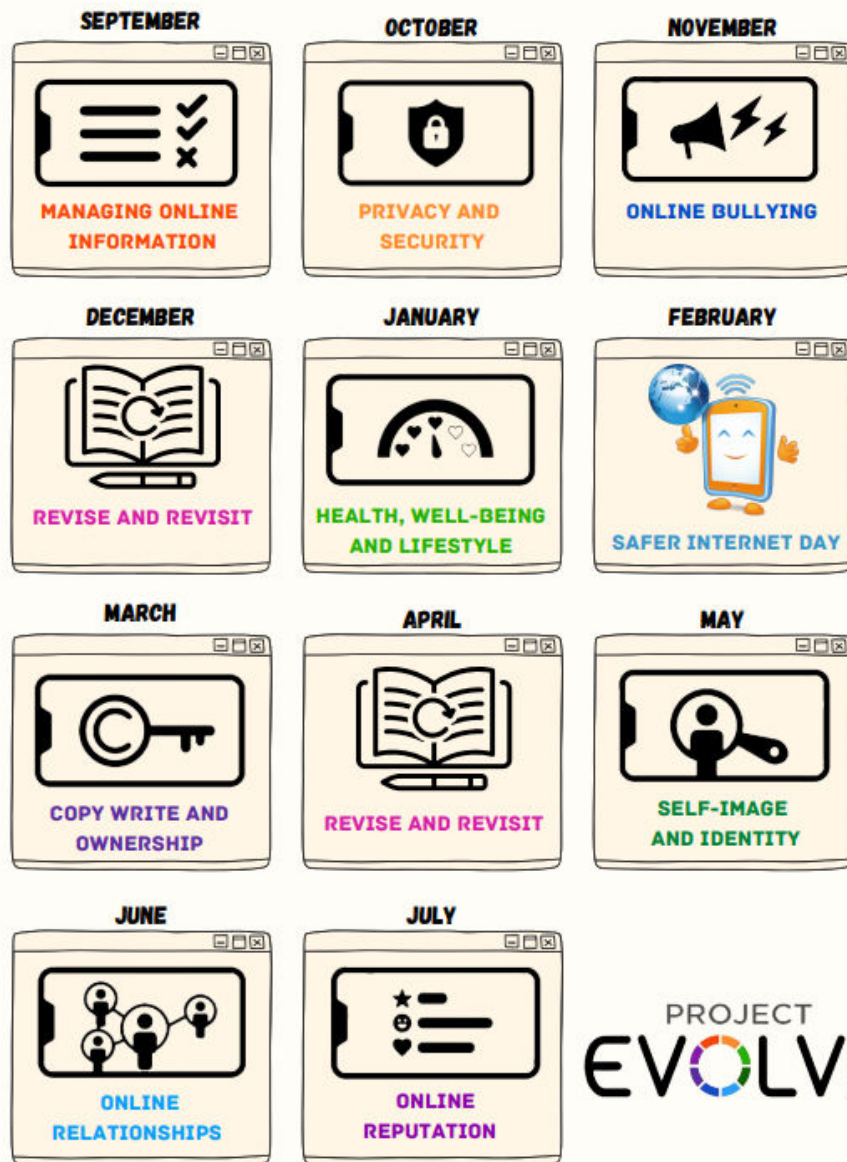 SEPTEMBER
MANAGING ONLINE
INFORMATION
OCTOBER
PRIVACY AND
SECURITY
NOVEMBER
ONLINE BULLYING
DECEMBER
REVISE AND REVISIT
JANUARY
HEALTH, WELL-BEING
AND LIFESTYLE
FEBRUARY
SAFER INTERNET DAY
MARCH
COPY WRITE AND
OWNERSHIP
APRIL
REVISE AND REVISIT
MAY
SELF-IMAGE
AND IDENTITY
JUNE
ONLINE
RELATIONSHIPS
JULY
ONLINE
REPUTATION
PROJECT
EVOLV